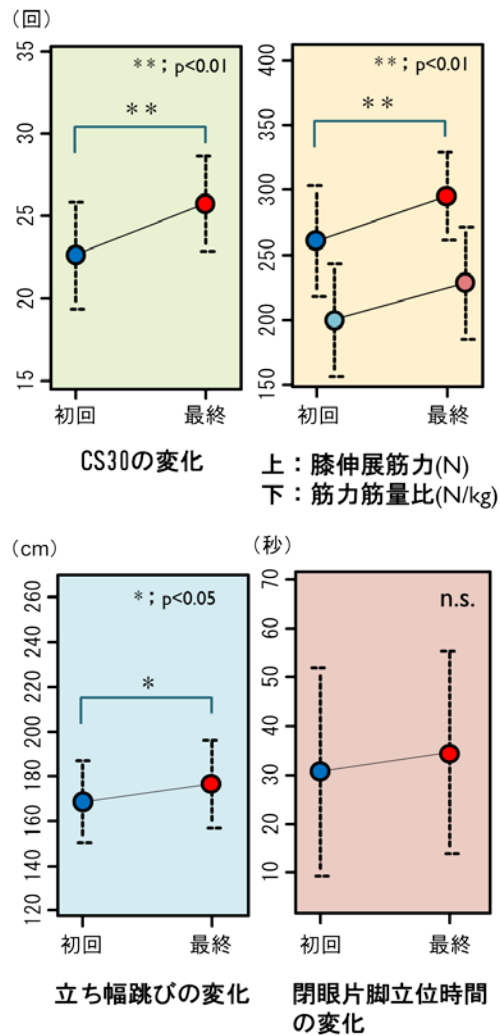 (回)
35
30
25
20
15
**; p<0.01
**
初回
最終
CS30の変化
400
350
300
250
200
150
**; p<0.01
**
初回
最終
上：膝伸展筋力(N)
下：筋力筋量比(N/kg)
(cm)
260
240
220
200
180
160
140
120
*; p<0.05
*
初回
最終
立ち幅跳びの変化
(秒)
70
60
50
40
30
20
10
n.s.
初回
最終
閉眼片脚立位時間
の変化